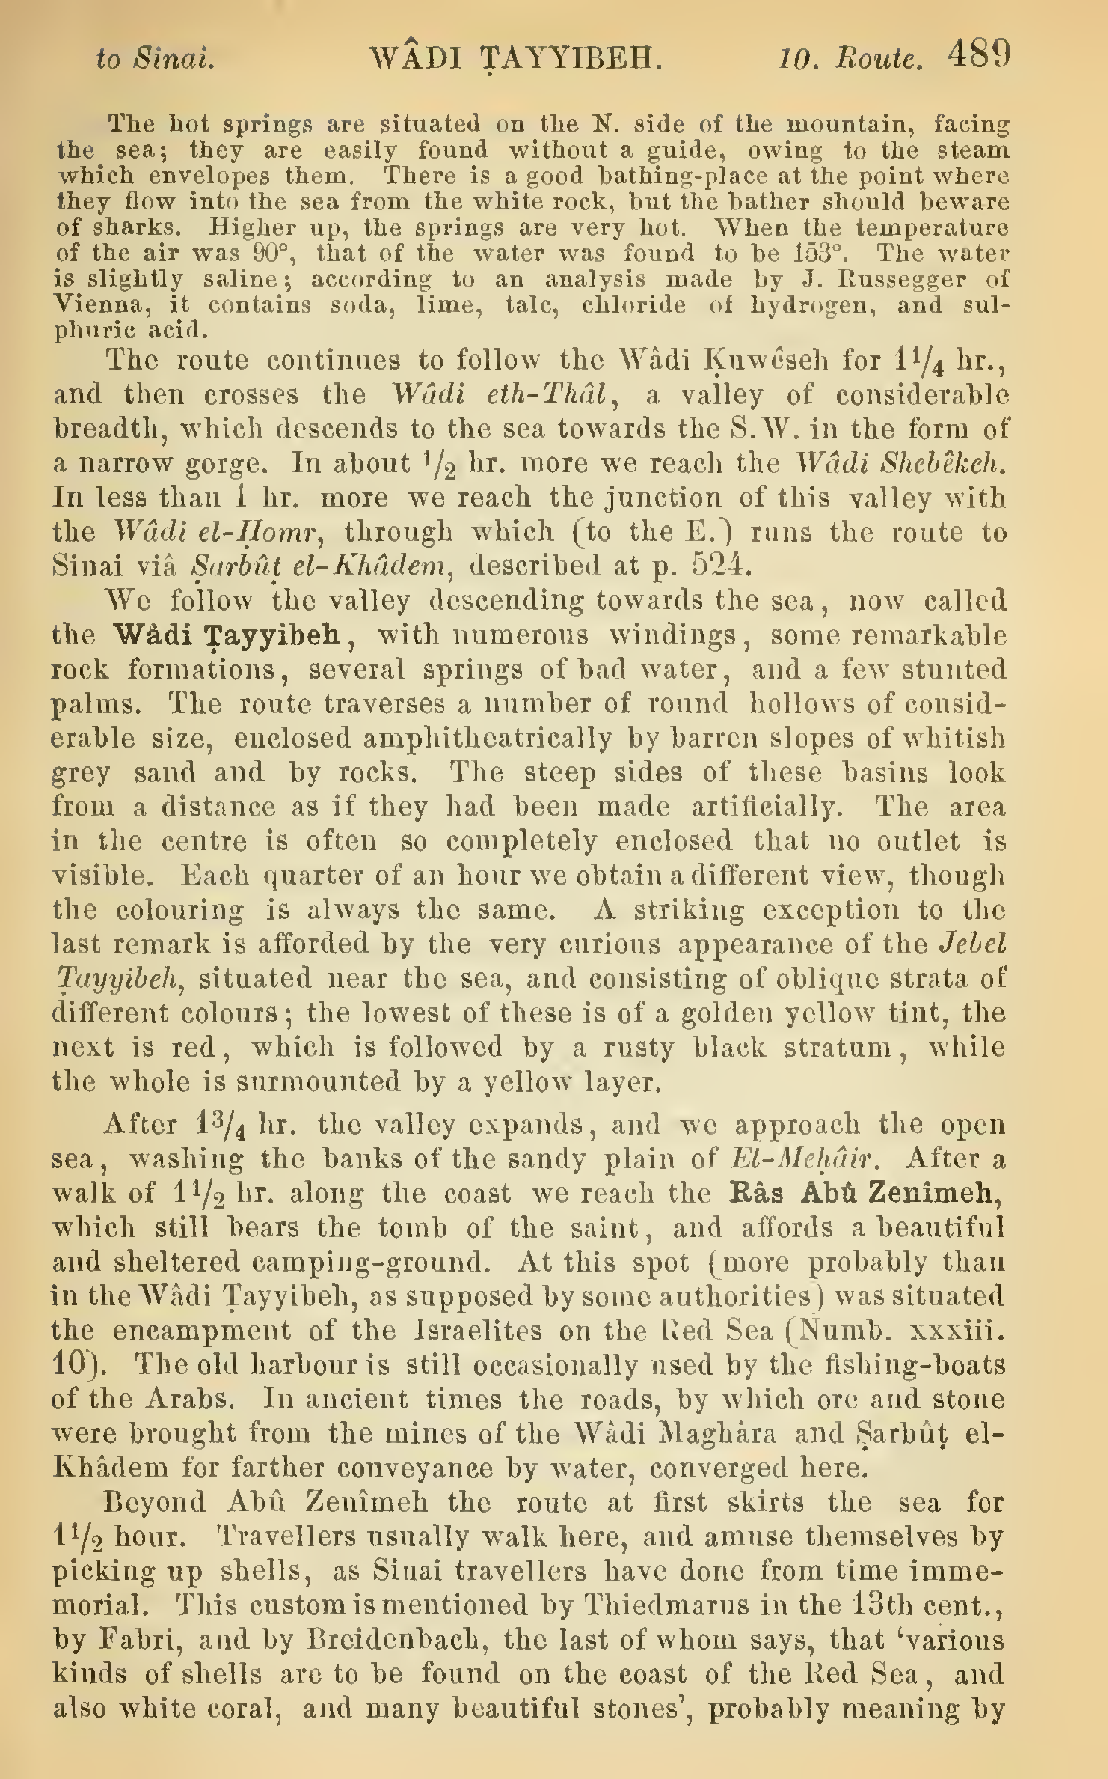 to Sinai. WÂDI ṬAYYIBEH. 10. Route. 489
The hot springs are situated on the N. side of the mountain, facing
the sea; they are easily found without a guide, owing to the steam
which envelopes them. There is a good bathing-place at the point where
they flow into the sea from the white rock, but the bather should beware
of sharks. Higher up, the springs are very hot. When the temperature
of the air was 90°, that of the water was found to be 153°. The water
is slightly saline; according to an analysis made by J. Russegger of
Vienna, it contains soda, lime, talc, chloride of hydrogen, and sul-
phuric acid.
The route continues to follow the Wâdi Ḳuwêseh for 1¹/₄ hr.,
and then crosses the Wâdi eth-Thâl, a valley of considerable
breadth, which descends to the sea towards the S.W. in the form of
a narrow gorge. In about ¹/₂ hr. more we reach the Wâdi Shebêkeh.
In less than 1 hr. more we reach the junction of this valley with
the Wâdi el-Ḥomr, through which (to the E.) runs the route to
Sinai viâ Ṣarbûṭ el-Khâdem, described at p. 524.
We follow the valley descending towards the sea, now called
the Wâdi Ṭayyibeh, with numerous windings, some remarkable
rock formations, several springs of bad water, and a few stunted
palms. The route traverses a number of round hollows of consid-
erable size, enclosed amphitheatrically by barren slopes of whitish
grey sand and by rocks. The steep sides of these basins look
from a distance as if they had been made artificially. The area
in the centre is often so completely enclosed that no outlet is
visible. Each quarter of an hour we obtain a different view, though
the colouring is always the same. A striking exception to the
last remark is afforded by the very curious appearance of the Jebel
Ṭayyibeh, situated near the sea, and consisting of oblique strata of
different colours; the lowest of these is of a golden yellow tint, the
next is red, which is followed by a rusty black stratum, while
the whole is surmounted by a yellow layer.
After 1³/₄ hr. the valley expands, and we approach the open
sea, washing the banks of the sandy plain of El-Meḥâir. After a
walk of 1¹/₂ hr. along the coast we reach the Râs Abû Zenîmeh,
which still bears the tomb of the saint, and affords a beautiful
and sheltered camping-ground. At this spot (more probably than
in the Wâdi Ṭayyibeh, as supposed by some authorities) was situated
the encampment of the Israelites on the Red Sea (Numb. xxxiii.
10). The old harbour is still occasionally used by the fishing-boats
of the Arabs. In ancient times the roads, by which ore and stone
were brought from the mines of the Wâdi Maghâra and Ṣarbûṭ el-
Khâdem for farther conveyance by water, converged here.
Beyond Abû Zenîmeh the route at first skirts the sea for
1¹/₂ hour. Travellers usually walk here, and amuse themselves by
picking up shells, as Sinai travellers have done from time imme-
morial. This custom is mentioned by Thiedmarus in the 13th cent.,
by Fabri, and by Breidenbach, the last of whom says, that ‘various
kinds of shells are to be found on the coast of the Red Sea, and
also white coral, and many beautiful stones’, probably meaning by